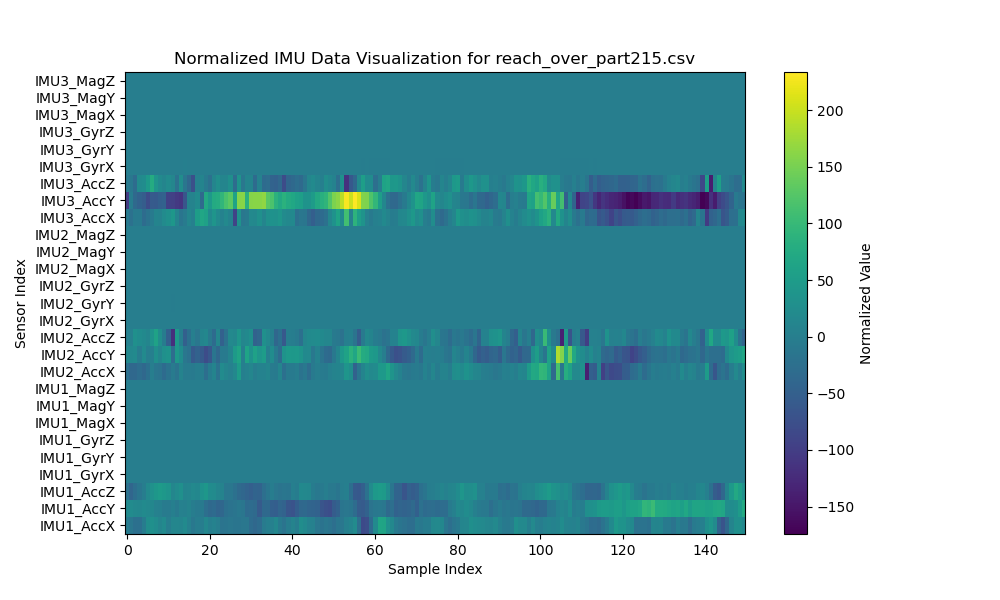 Normalized IMU Data Visualization for reach_over_part215.csv
IMU3_MagZ
IMU3_MagY
IMU3_MagX
IMU3_GyrZ
IMU3_GyrY
IMU3_GyrX
IMU3_AccZ
IMU3_AccY
IMU3_AccX
IMU2_MagZ
IMU2_MagY
IMU2_MagX
IMU2_GyrZ
IMU2_GyrY
IMU2_GyrX
IMU2_AccZ
IMU2_AccY
IMU2_AccX
IMU1_MagZ
IMU1_MagY
IMU1_MagX
IMU1_GyrZ
IMU1_GyrY
IMU1_GyrX
IMU1_AccZ
IMU1_AccY
IMU1_AccX
Sensor Index
0 20 40 60 80 100 120 140
Sample Index
200
150
100
50
0
−50
−100
−150
Normalized Value